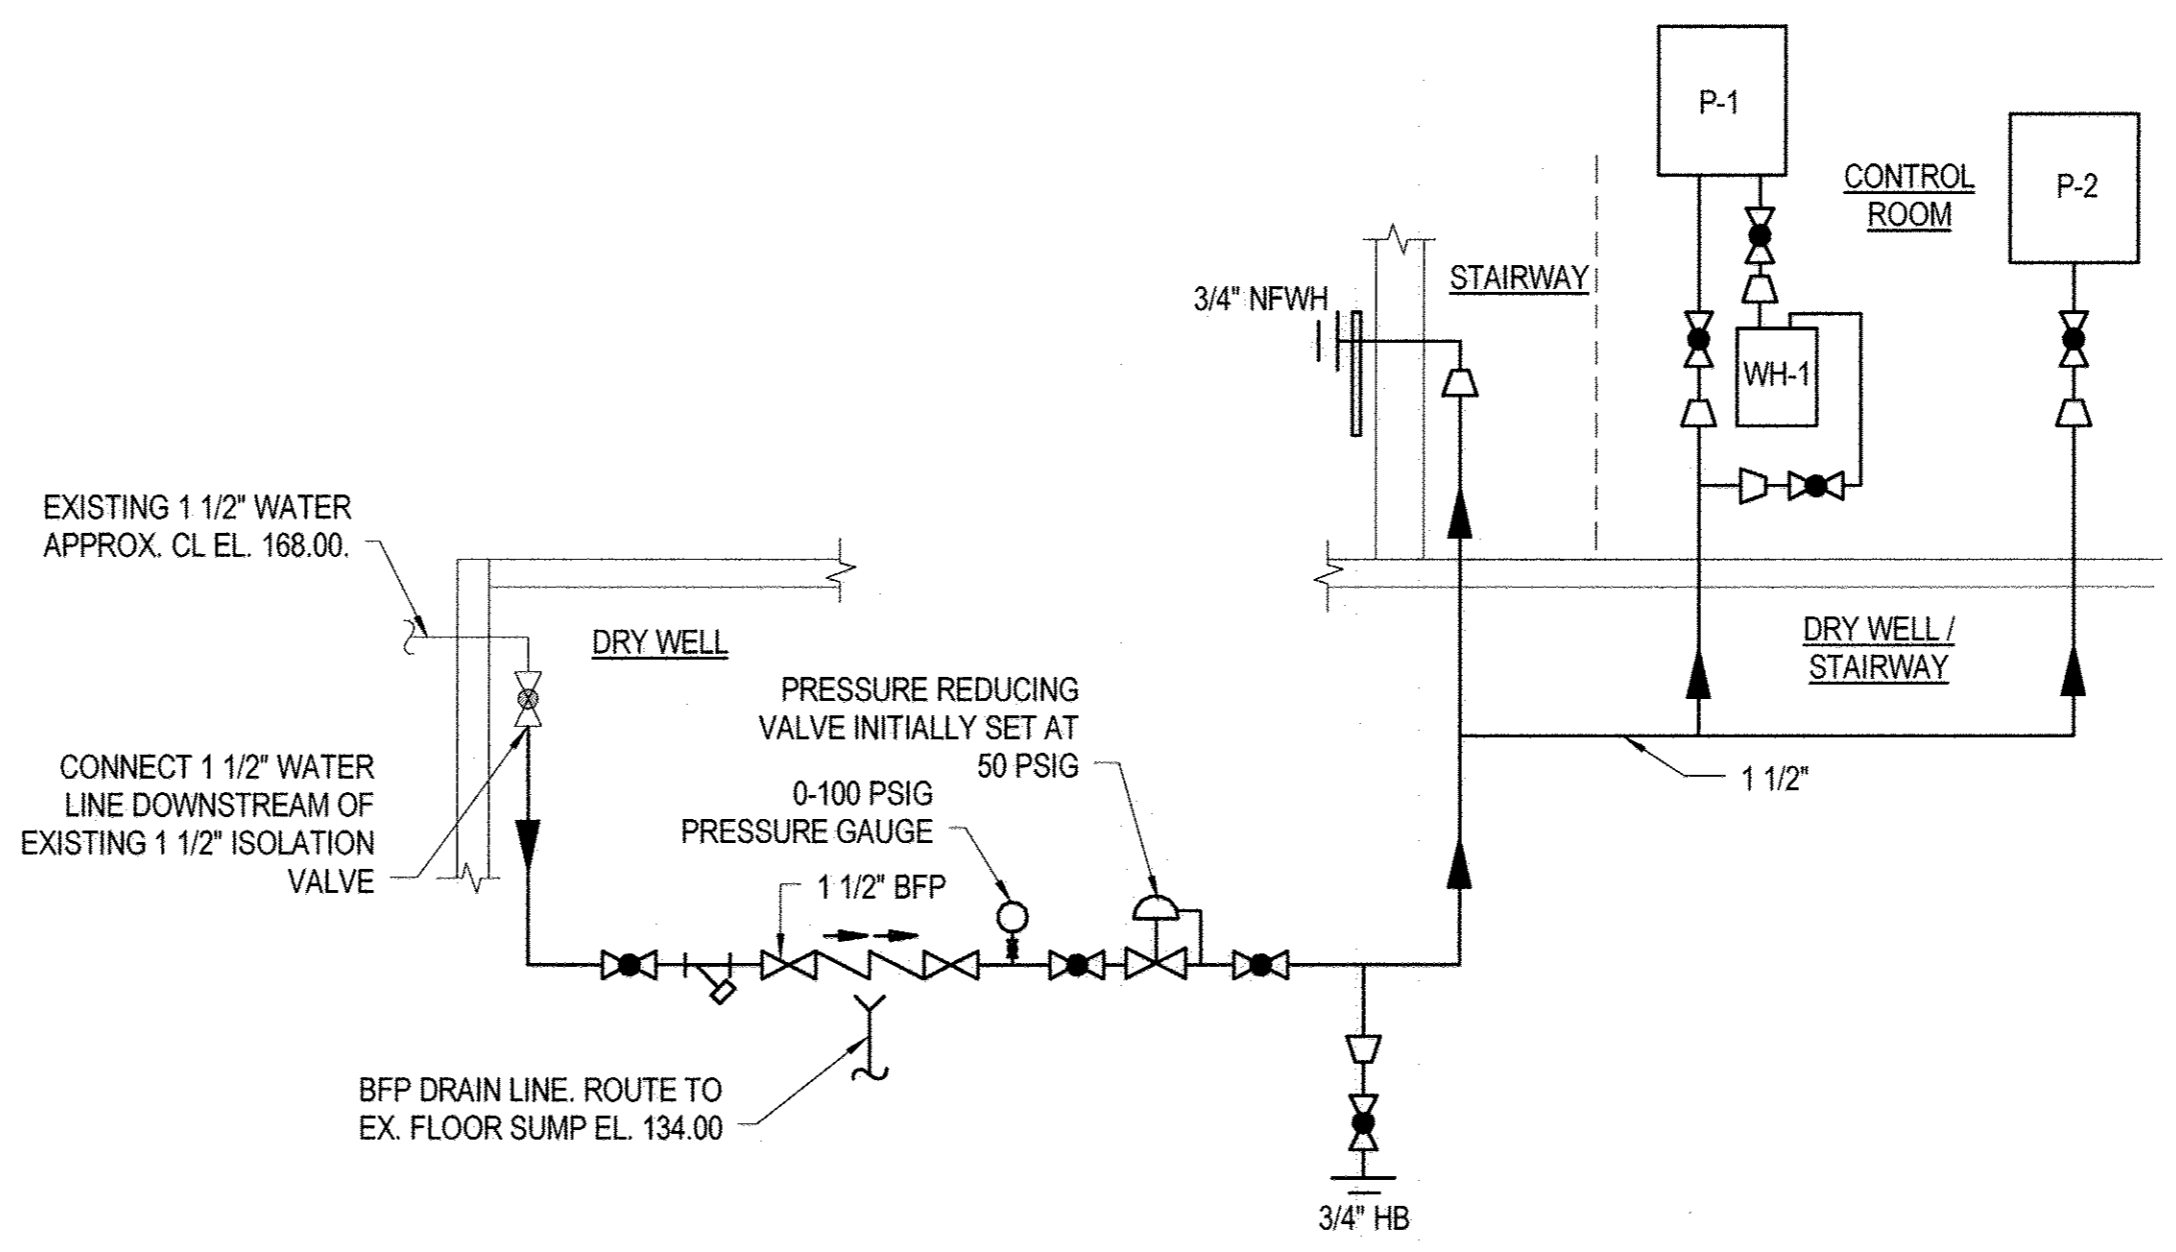 P-1
CONTROL
ROOM
P-2
STAIRWAY
3/4" NFWH
WH-1
EXISTING 1 1/2" WATER
APPROX. CL EL. 168.00.
DRY WELL
DRY WELL /
STAIRWAY
PRESSURE REDUCING
VALVE INITIALLY SET AT
50 PSIG
CONNECT 1 1/2" WATER
LINE DOWNSTREAM OF
EXISTING 1 1/2" ISOLATION
VALVE
0-100 PSIG
PRESSURE GAUGE
1 1/2"
1 1/2" BFP
BFP DRAIN LINE. ROUTE TO
EX. FLOOR SUMP EL. 134.00
3/4" HB